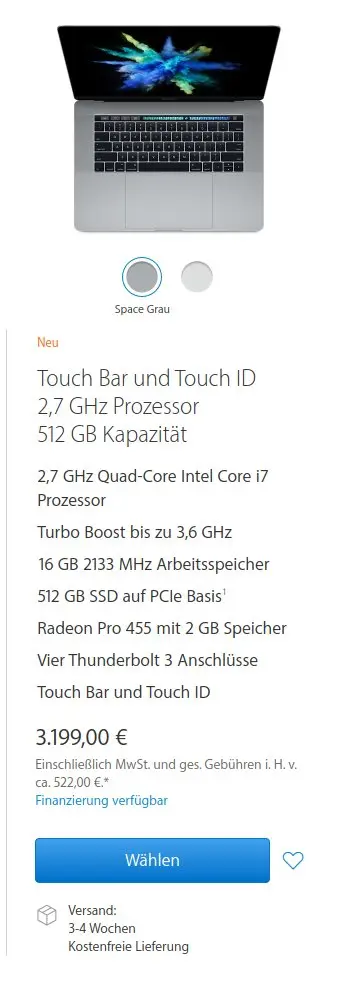 Space Grau
Neu
Touch Bar und Touch ID
2,7 GHz Prozessor
512 GB Kapazität
2,7 GHz Quad-Core Intel Core i7
Prozessor
Turbo Boost bis zu 3,6 GHz
16 GB 2133 MHz Arbeitsspeicher
512 GB SSD auf PCIe Basis¹
Radeon Pro 455 mit 2 GB Speicher
Vier Thunderbolt 3 Anschlüsse
Touch Bar und Touch ID
3.199,00 €
Einschließlich MwSt. und ges. Gebühren i. H. v.
ca. 522,00 €.*
Finanzierung verfügbar
Wählen
Versand:
3-4 Wochen
Kostenfreie Lieferung